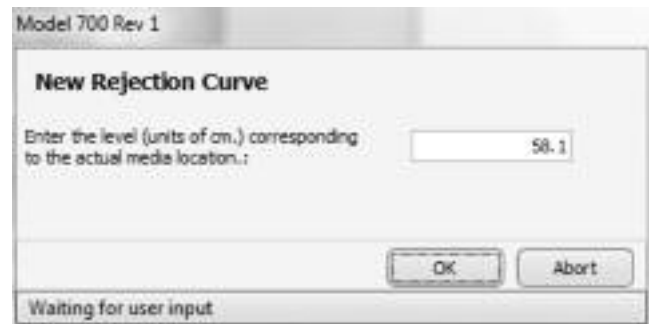 Model 700 Rev 1
New Rejection Curve
Enter the level (units of cm.) corresponding
to the actual media location.:
58.1
OK
Abort
Waiting for user input